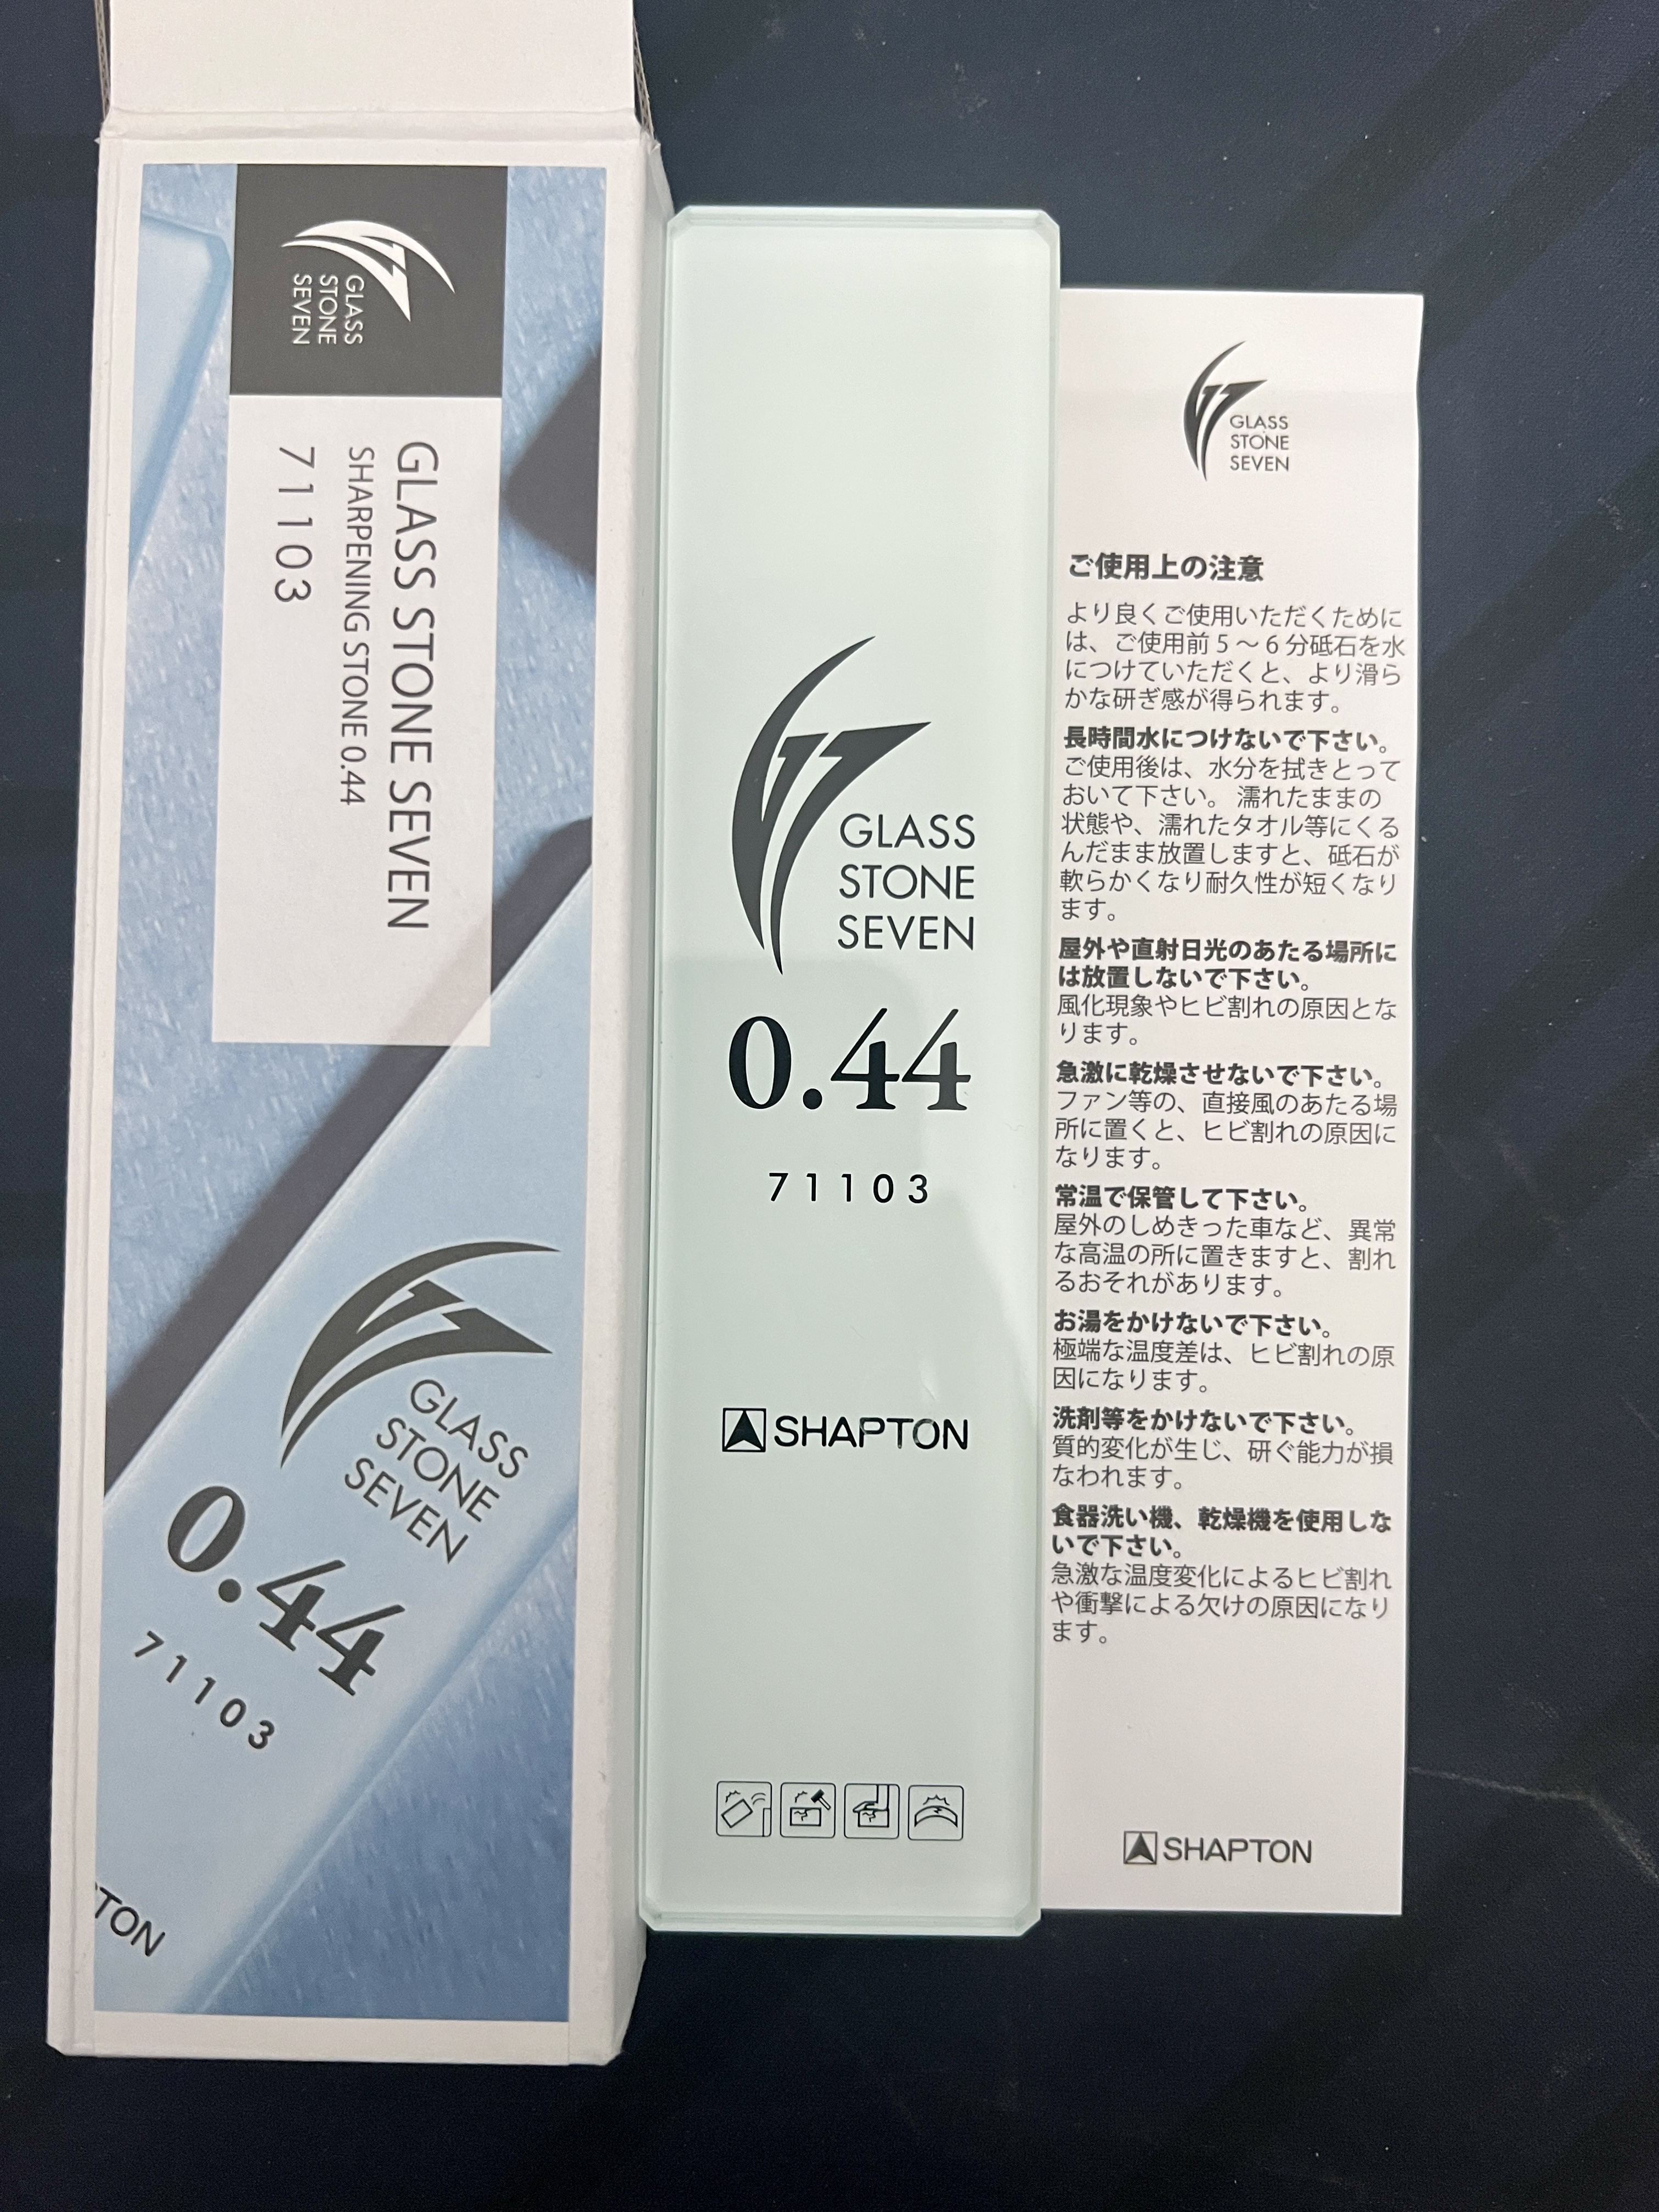 GLASS
STONE
SEVEN
GLASS STONE SEVEN
SHARPENING STONE 0.44
71103
GLASS
STONE
SEVEN
0.44
71103
TON
GLASS
STONE
SEVEN
0.44
71103
SHAPTON
GLASS
STONE
SEVEN
ご使用上の注意
より良くご使用いただくために
は、ご使用前5〜6分砥石を水
につけていただくと、より滑ら
かな研ぎ感が得られます。
長時間水につけないで下さい。
ご使用後は、水分を拭きとって
おいて下さい。 濡れたままの
状態や、濡れたタオル等にくる
んだまま放置しますと、砥石が
軟らかくなり耐久性が短くなり
ます。
屋外や直射日光のあたる場所に
は放置しないで下さい。
風化現象やヒビ割れの原因とな
ります。
急激に乾燥させないで下さい。
ファン等の、直接風のあたる場
所に置くと、ヒビ割れの原因に
なります。
常温で保管して下さい。
屋外のしめきった車など、異常
な高温の所に置きますと、割れ
るおそれがあります。
お湯をかけないで下さい。
極端な温度差は、ヒビ割れの原
因になります。
洗剤等をかけないで下さい。
質的変化が生じ、研ぐ能力が損
なわれます。
食器洗い機、乾燥機を使用しな
いで下さい。
急激な温度変化によるヒビ割れ
や衝撃による欠けの原因になり
ます。
SHAPTON